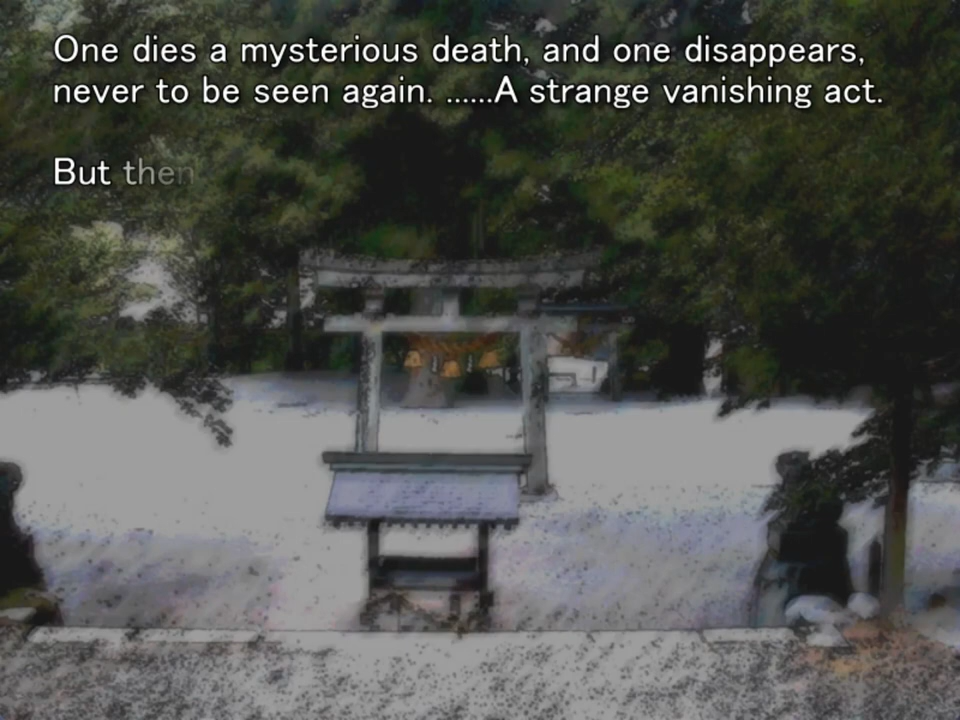 One dies a mysterious death, and one disappears,
never to be seen again. ......A strange vanishing act.
But then